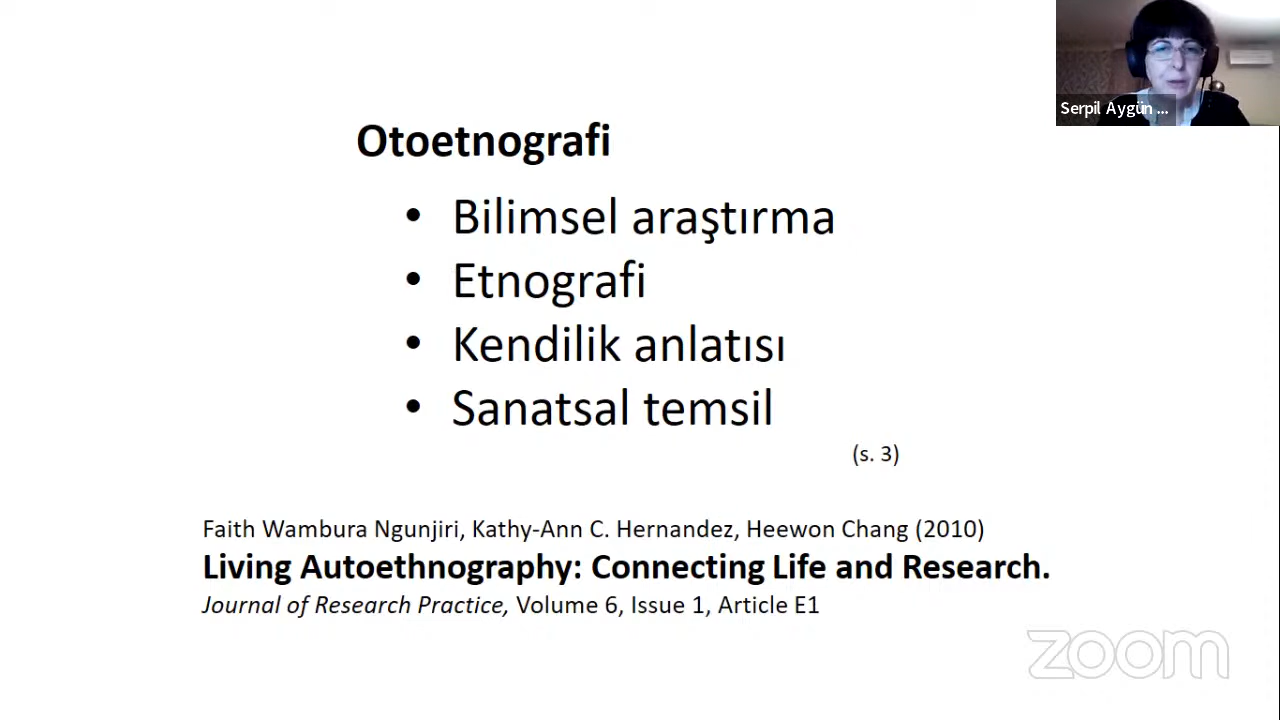 Serpil Aygün ...
Otoetnografi
• Bilimsel araştırma
• Etnografi
• Kendilik anlatısı
• Sanatsal temsil
(s. 3)
Faith Wambura Ngunjiri, Kathy-Ann C. Hernandez, Heewon Chang (2010)
Living Autoethnography: Connecting Life and Research.
Journal of Research Practice, Volume 6, Issue 1, Article E1
zoom